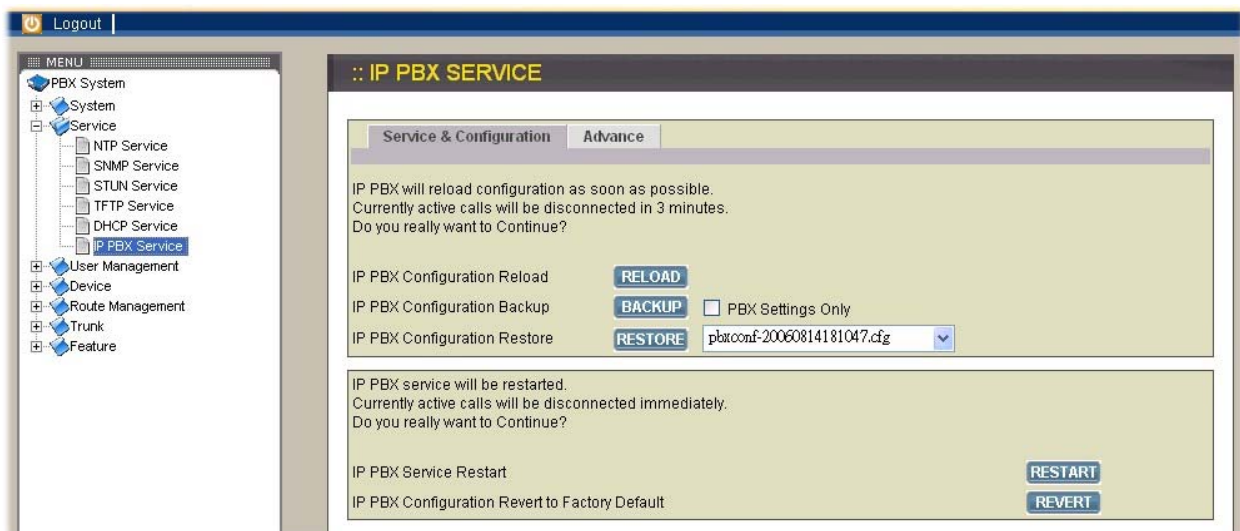 Logout
MENU
PBX System
System
Service
NTP Service
SNMP Service
STUN Service
TFTP Service
DHCP Service
IP PBX Service
User Management
Device
Route Management
Trunk
Feature
:: IP PBX SERVICE
Service & Configuration Advance
IP PBX will reload configuration as soon as possible.
Currently active calls will be disconnected in 3 minutes.
Do you really want to Continue?
IP PBX Configuration Reload RELOAD
IP PBX Configuration Backup BACKUP PBX Settings Only
IP PBX Configuration Restore RESTORE pbxconf-20060814181047.cfg
IP PBX service will be restarted.
Currently active calls will be disconnected immediately.
Do you really want to Continue?
IP PBX Service Restart RESTART
IP PBX Configuration Revert to Factory Default REVERT